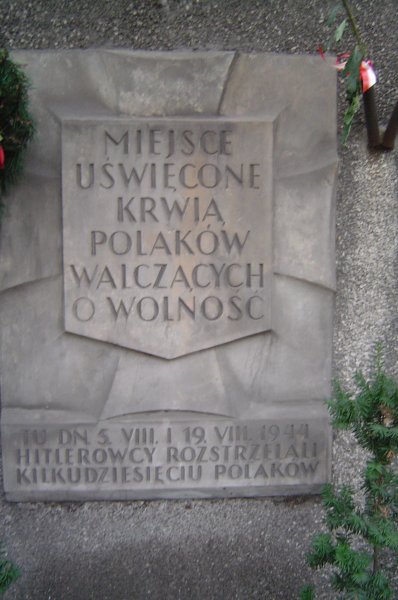 MIEJSCE
UŚWIĘCONE
KRWIĄ
POLAKÓW
WALCZĄCYCH
O WOLNOŚĆ
TU DN. 5. VIII. I 19. VIII. 1944
HITLEROWCY ROZSTRZELALI
KILKUDZIESIĘCIU POLAKÓW